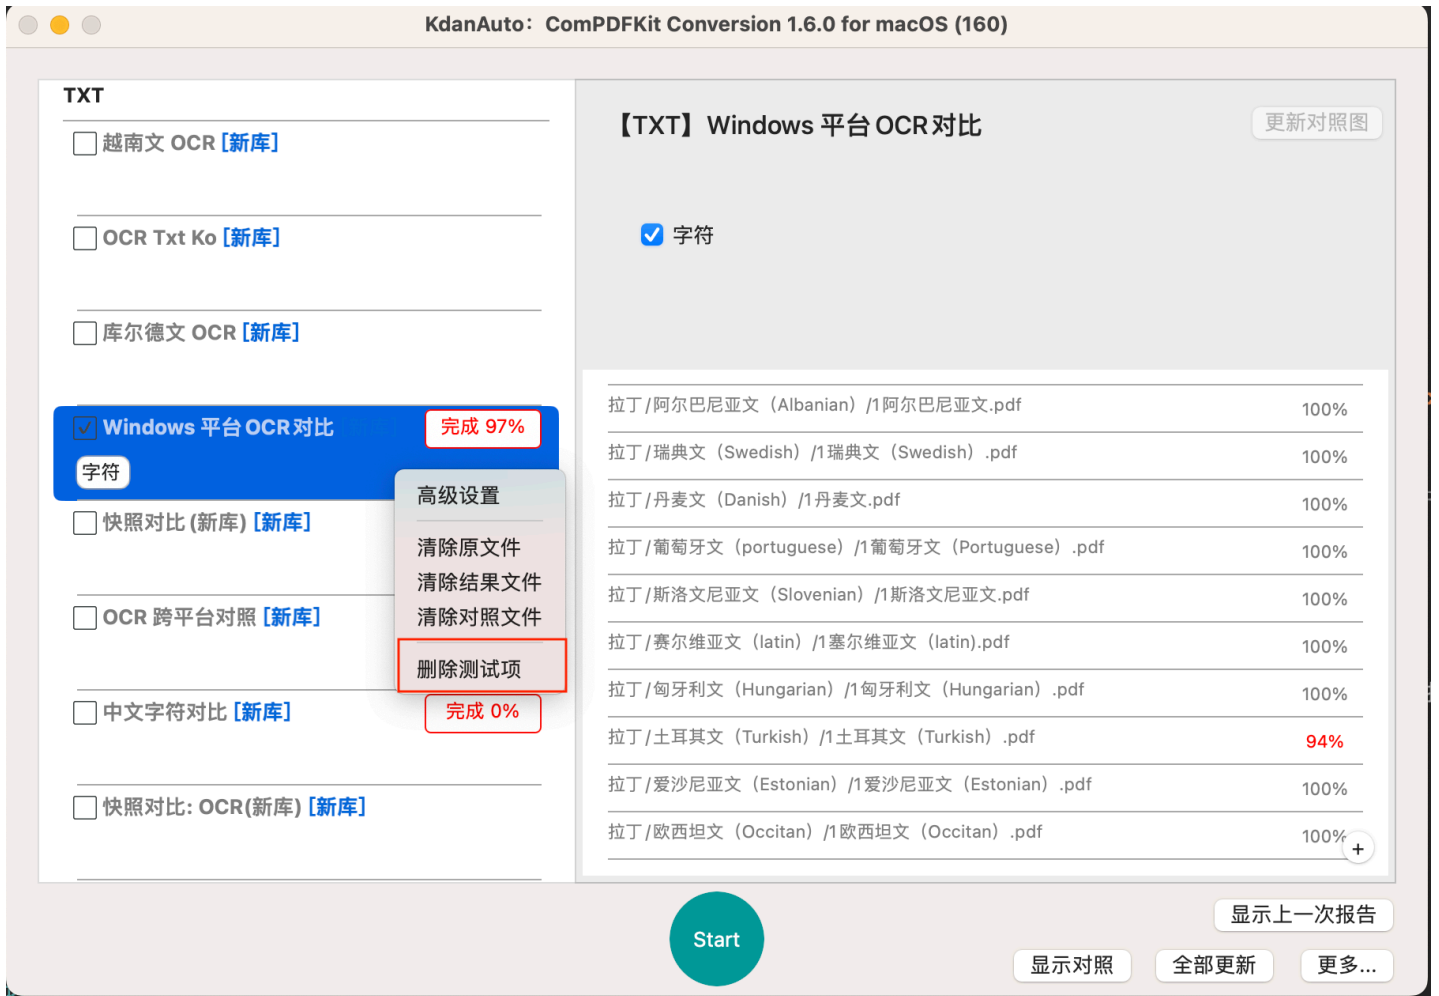 KdanAuto：ComPDFKit Conversion 1.6.0 for macOS (160)
TXT
越南文 OCR [新库]
OCR Txt Ko [新库]
库尔德文 OCR [新库]
Windows 平台OCR对比
完成 97%
字符
快照对比(新库) [新库]
OCR 跨平台对照 [新库]
中文字符对比 [新库]
完成 0%
快照对比: OCR(新库) [新库]
高级设置
清除原文件
清除结果文件
清除对照文件
删除测试项
【TXT】Windows 平台OCR对比
更新对照图
字符
拉丁/阿尔巴尼亚文（Albanian）/1阿尔巴尼亚文.pdf 100%
拉丁/瑞典文（Swedish）/1瑞典文（Swedish）.pdf 100%
拉丁/丹麦文（Danish）/1丹麦文.pdf 100%
拉丁/葡萄牙文（portuguese）/1葡萄牙文（Portuguese）.pdf 100%
拉丁/斯洛文尼亚文（Slovenian）/1斯洛文尼亚文.pdf 100%
拉丁/赛尔维亚文（latin）/1塞尔维亚文（latin).pdf 100%
拉丁/匈牙利文（Hungarian）/1匈牙利文（Hungarian）.pdf 100%
拉丁/土耳其文（Turkish）/1土耳其文（Turkish）.pdf 94%
拉丁/爱沙尼亚文（Estonian）/1爱沙尼亚文（Estonian）.pdf 100%
拉丁/欧西坦文（Occitan）/1欧西坦文（Occitan）.pdf 100%
+
Start
显示上一次报告
显示对照
全部更新
更多...